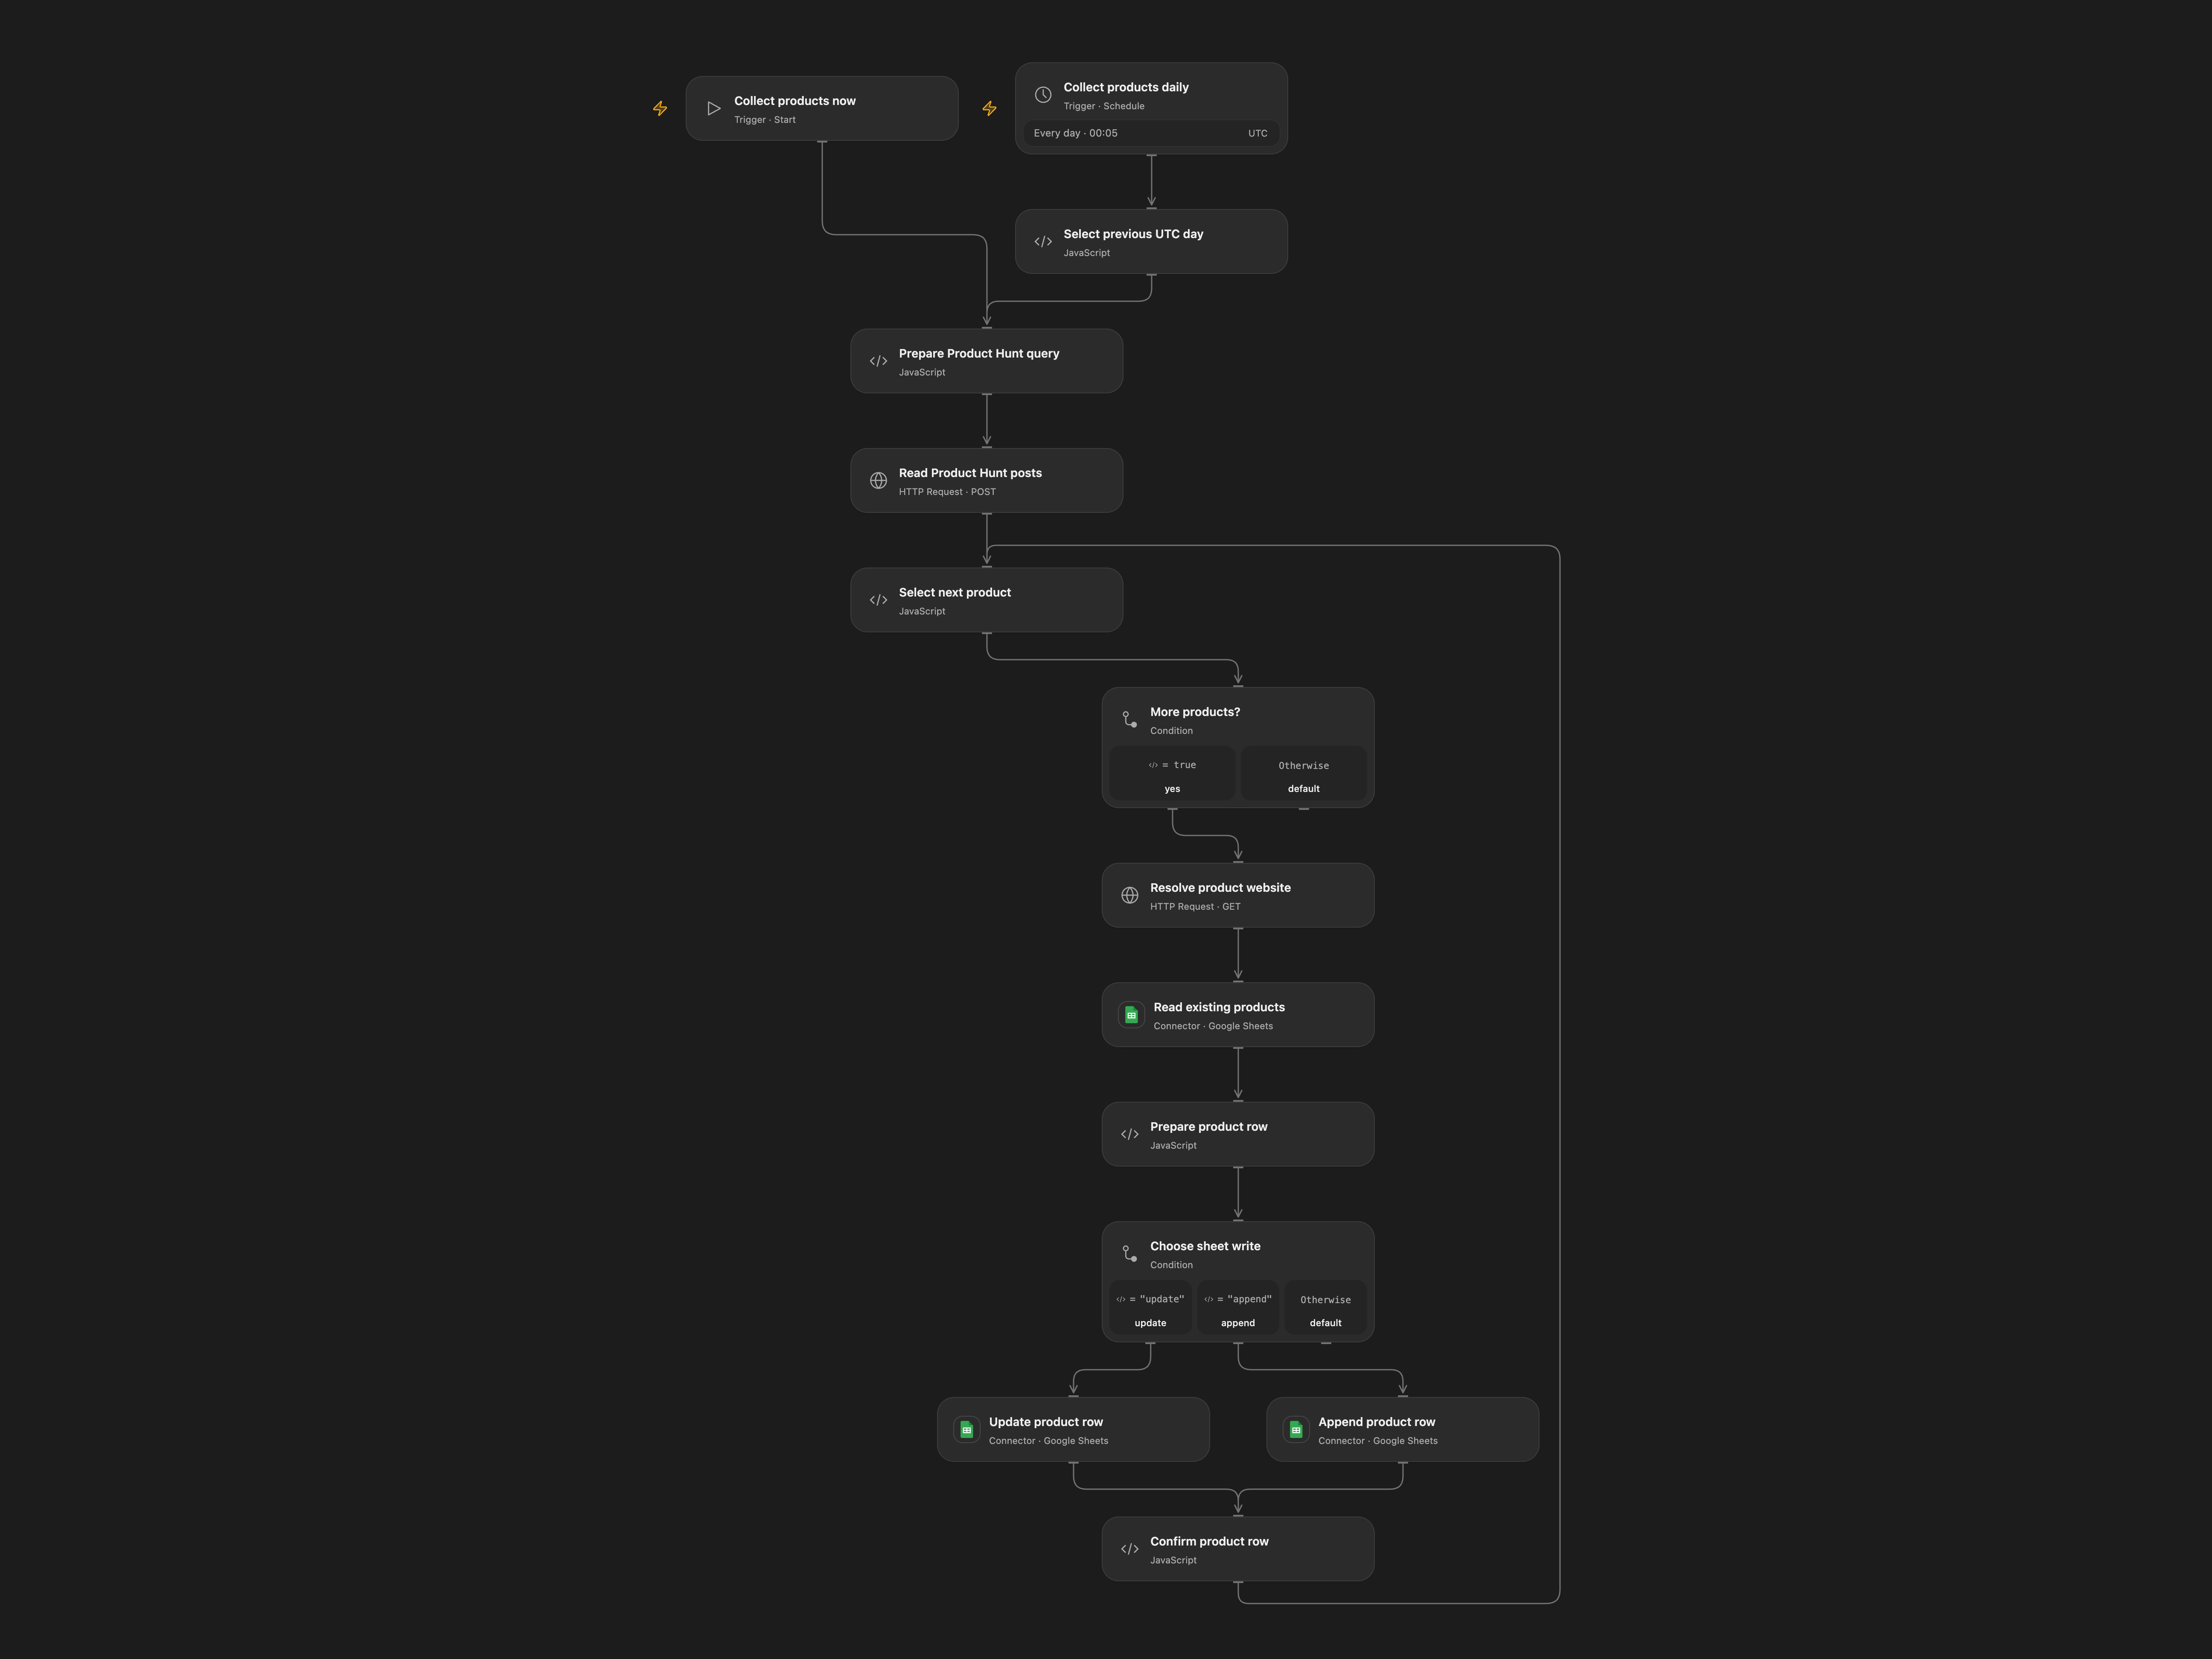 Collect products now
Trigger · Start
Collect products daily
Trigger · Schedule
Every day · 00:05
UTC
Select previous UTC day
JavaScript
Prepare Product Hunt query
JavaScript
Read Product Hunt posts
HTTP Request · POST
Select next product
JavaScript
More products?
Condition
</> = true
yes
Otherwise
default
Resolve product website
HTTP Request · GET
Read existing products
Connector · Google Sheets
Prepare product row
JavaScript
Choose sheet write
Condition
</> = "update"
update
</> = "append"
append
Otherwise
default
Update product row
Connector · Google Sheets
Append product row
Connector · Google Sheets
Confirm product row
JavaScript